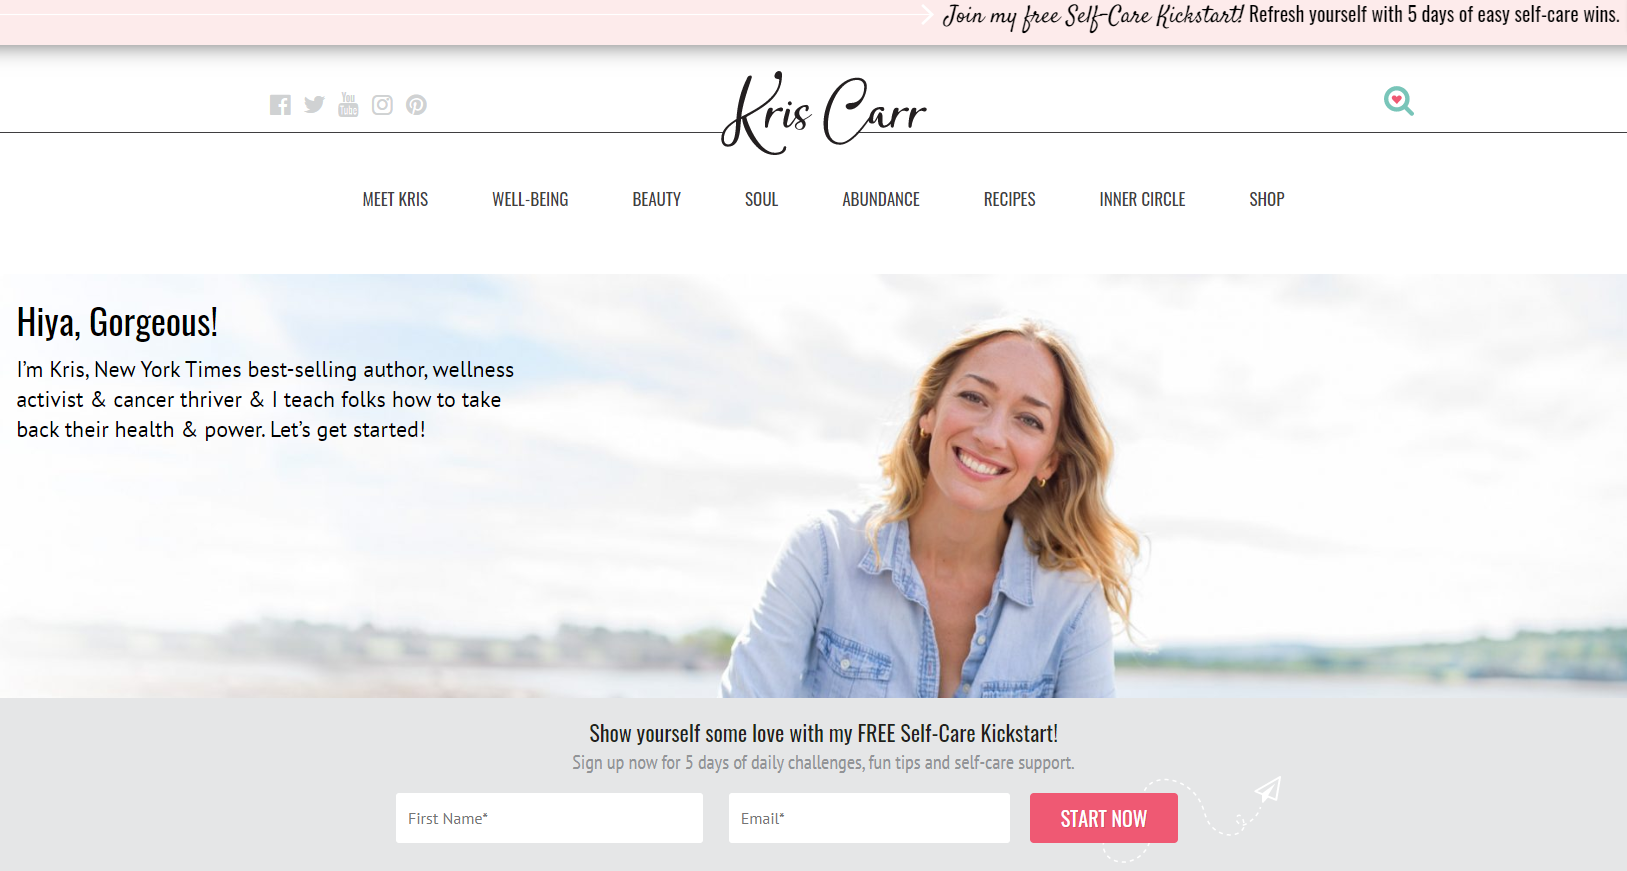 Join my free Self-Care Kickstart! Refresh yourself with 5 days of easy self-care wins.
You
Tube
Kris Carr
MEET KRIS WELL-BEING BEAUTY SOUL ABUNDANCE RECIPES INNER CIRCLE SHOP
Hiya, Gorgeous!
I’m Kris, New York Times best-selling author, wellness
activist & cancer thriver & I teach folks how to take
back their health & power. Let’s get started!
Show yourself some love with my FREE Self-Care Kickstart!
Sign up now for 5 days of daily challenges, fun tips and self-care support.
First Name* Email* START NOW